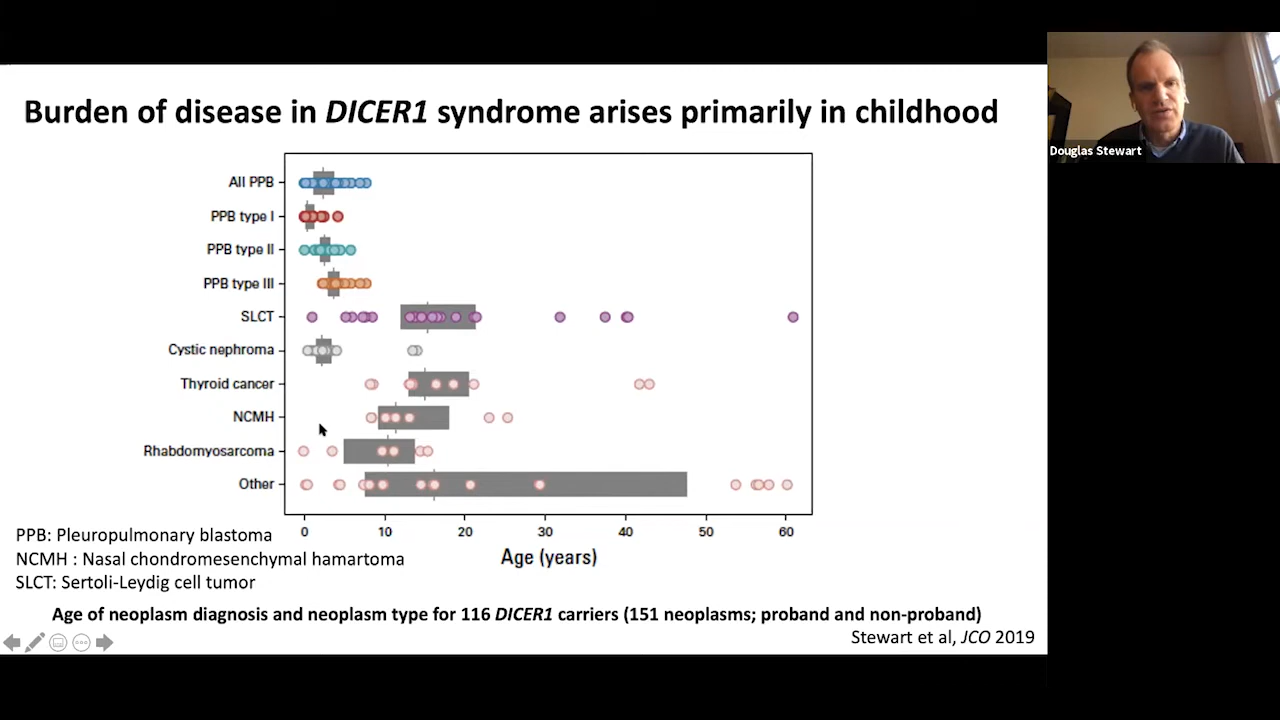 Burden of disease in DICER1 syndrome arises primarily in childhood
Douglas Stewart
All PPB
PPB type I
PPB type II
PPB type III
SLCT
Cystic nephroma
Thyroid cancer
NCMH
Rhabdomyosarcoma
Other
0 10 20 30 40 50 60
Age (years)
PPB: Pleuropulmonary blastoma
NCMH : Nasal chondromesenchymal hamartoma
SLCT: Sertoli-Leydig cell tumor
Age of neoplasm diagnosis and neoplasm type for 116 DICER1 carriers (151 neoplasms; proband and non-proband)
Stewart et al, JCO 2019